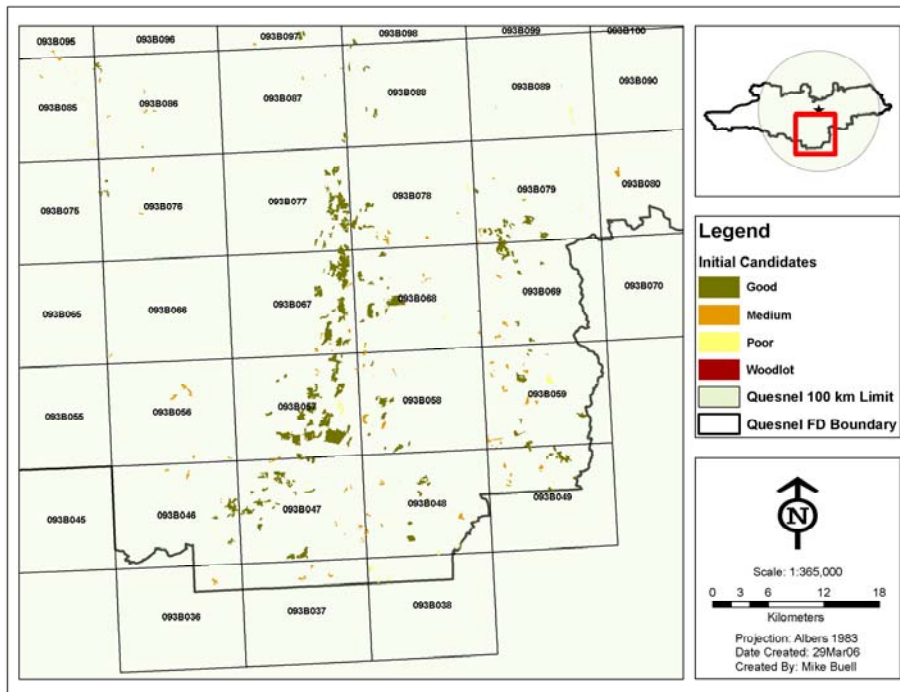 093B095
093B096
093B097
093B098
093B099
093B100
093B085
093B086
093B087
093B088
093B089
093B090
093B075
093B076
093B077
093B078
093B079
093B080
093B065
093B066
093B067
093B068
093B069
093B070
093B055
093B056
093B057
093B058
093B059
093B045
093B046
093B047
093B048
093B049
093B036
093B037
093B038
Legend
Initial Candidates
Good
Medium
Poor
Woodlot
Quesnel 100 km Limit
Quesnel FD Boundary
N
Scale: 1:365,000
0 3 6 12 18
Kilometers
Projection: Albers 1983
Date Created: 29Mar06
Created By: Mike Buell